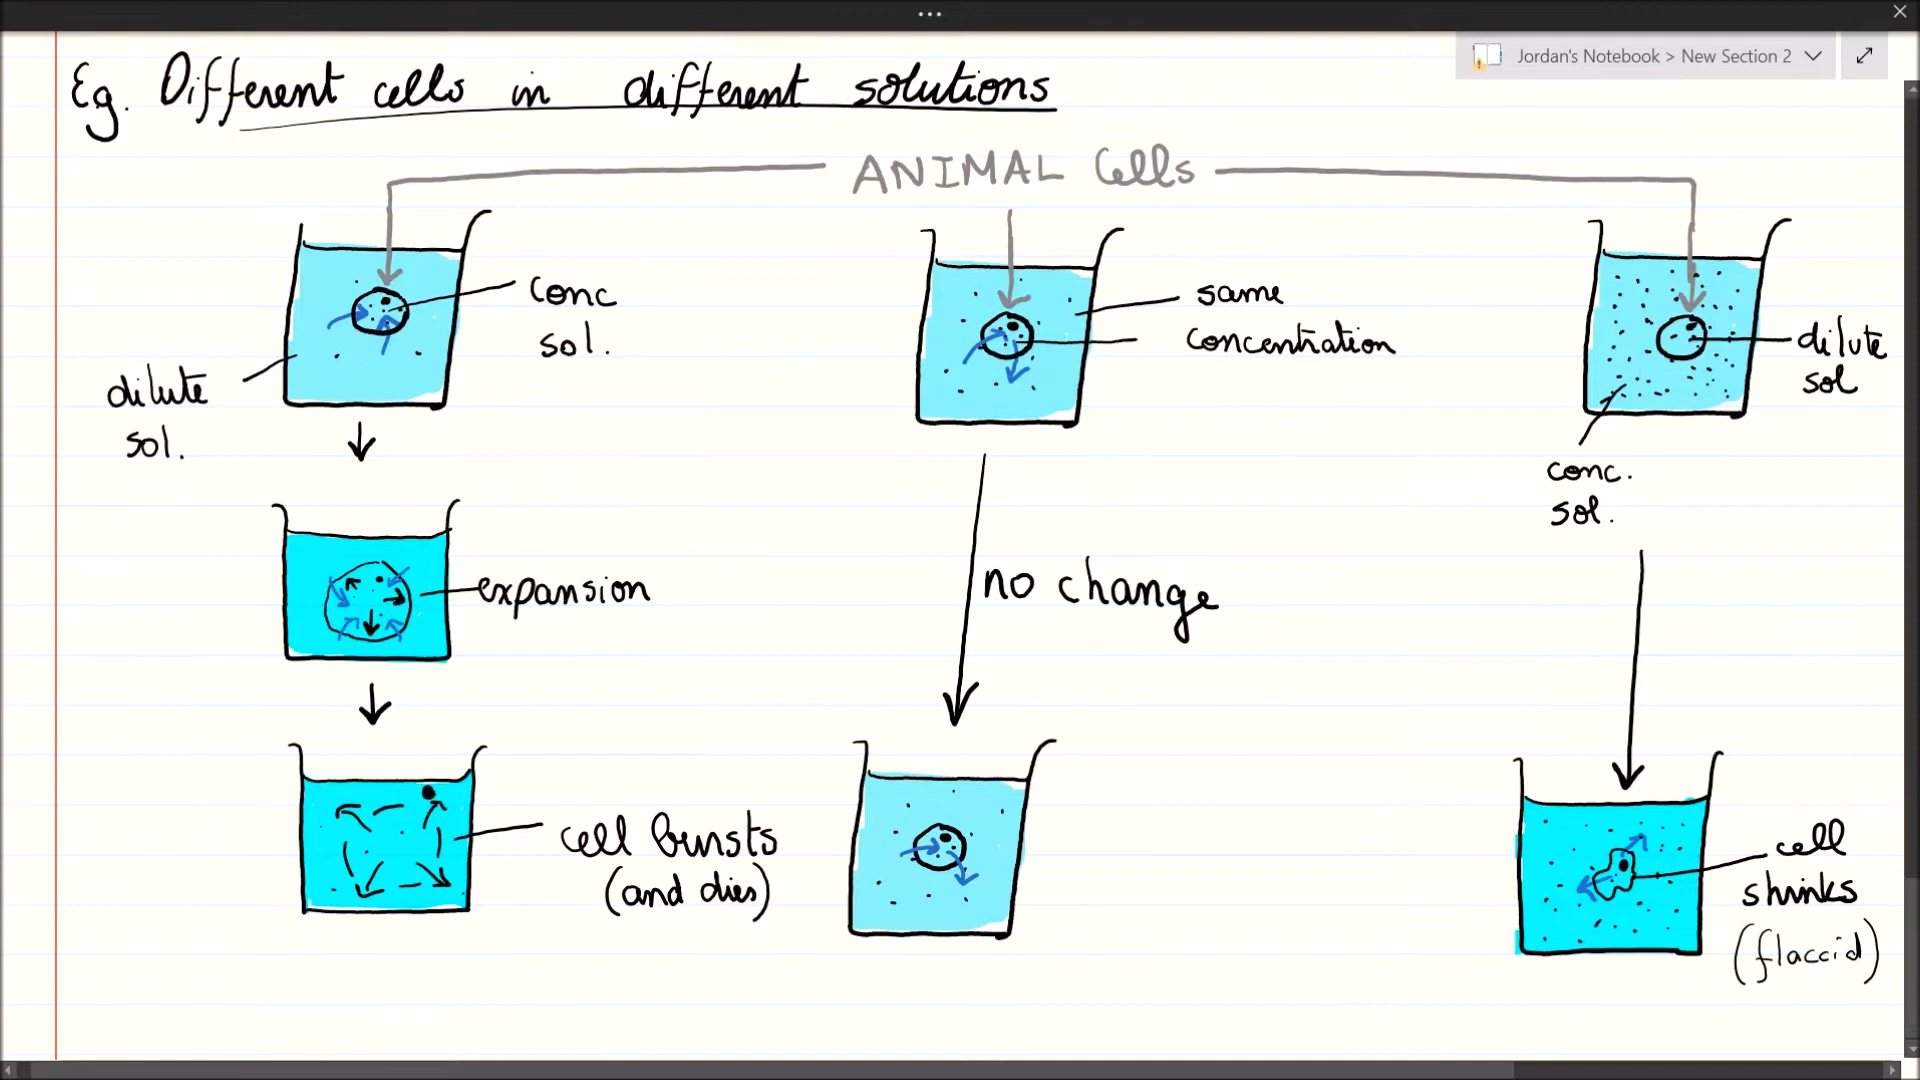 Jordan's Notebook > New Section 2
Eg. Different cells in different solutions
ANIMAL Cells
conc
sol.
dilute
sol.
same
concentration
dilute
sol
conc.
sol.
expansion
no change
cell bursts
(and dies)
cell
shrinks
(flaccid)